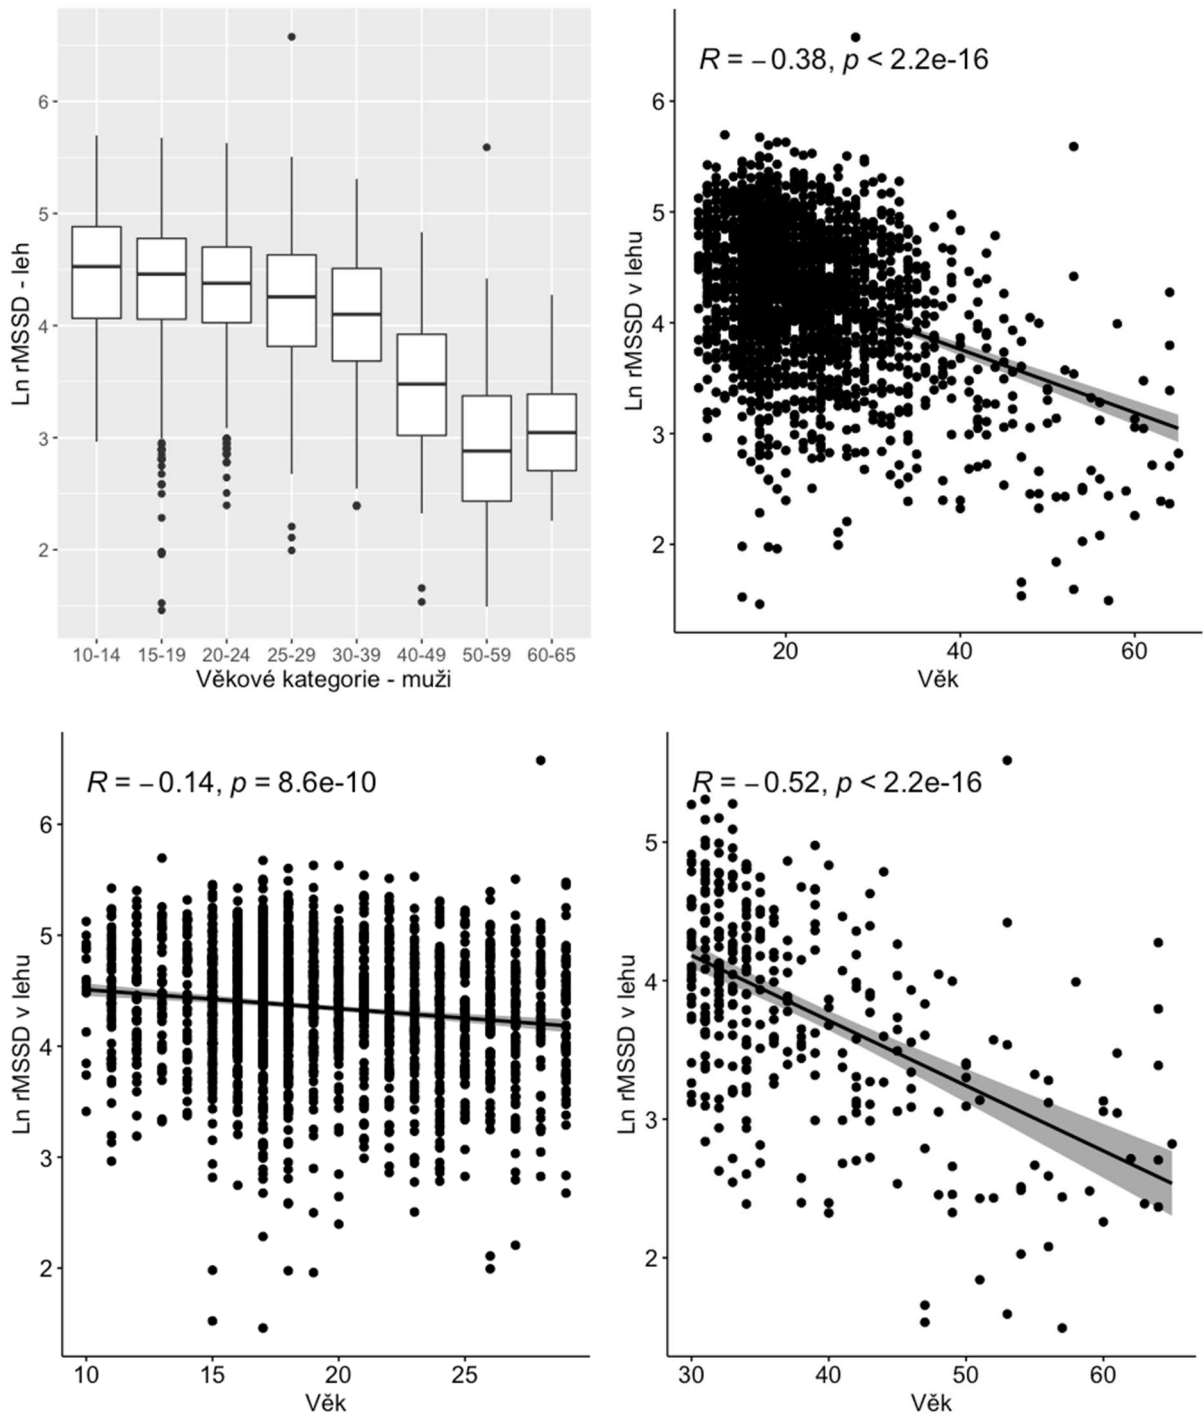 Ln rMSSD - leh
6
5
4
3
2
10-14 15-19 20-24 25-29 30-39 40-49 50-59 60-65
Věkové kategorie - muži
R = −0.38, p < 2.2e-16
Ln rMSSD v lehu
6
5
4
3
2
20 40 60
Věk
R = −0.14, p = 8.6e-10
Ln rMSSD v lehu
6
5
4
3
2
10 15 20 25
Věk
R = −0.52, p < 2.2e-16
Ln rMSSD v lehu
5
4
3
2
30 40 50 60
Věk